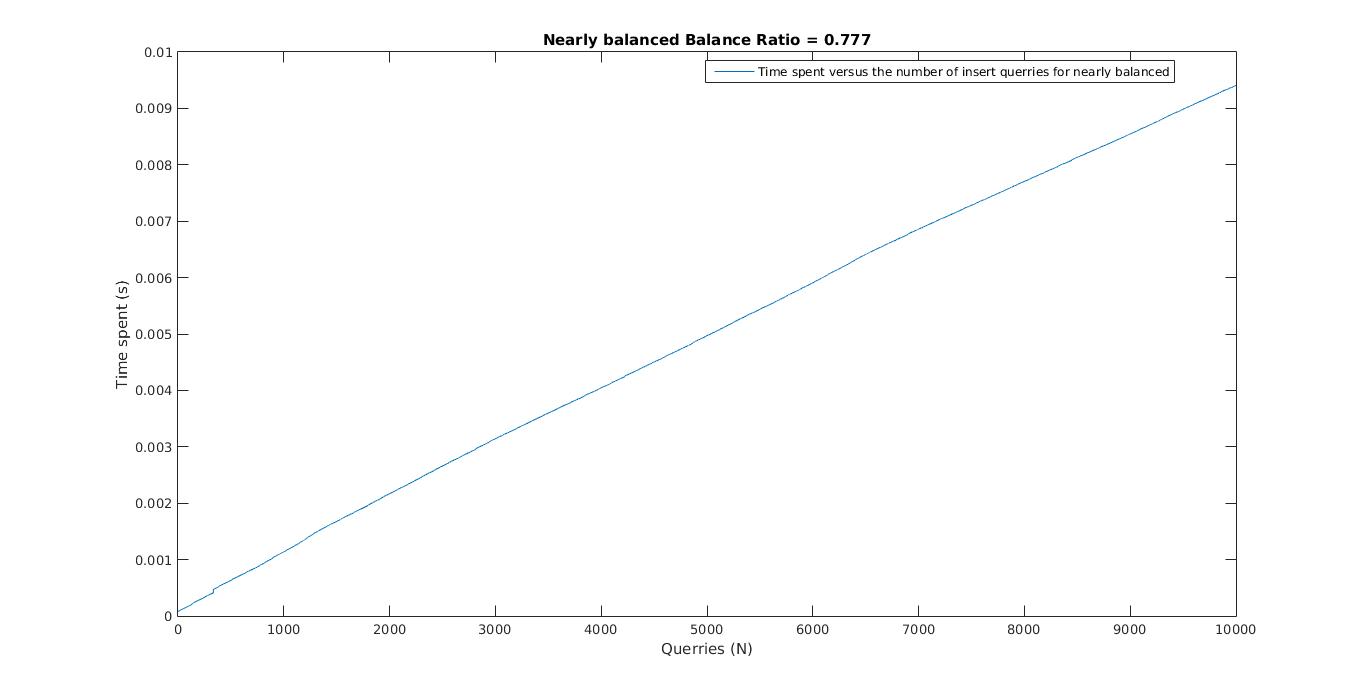 Nearly balanced Balance Ratio = 0.777
Time spent versus the number of insert querries for nearly balanced
0.01
0.009
0.008
0.007
0.006
0.005
0.004
0.003
0.002
0.001
0
Time spent (s)
0 1000 2000 3000 4000 5000 6000 7000 8000 9000 10000
Querries (N)